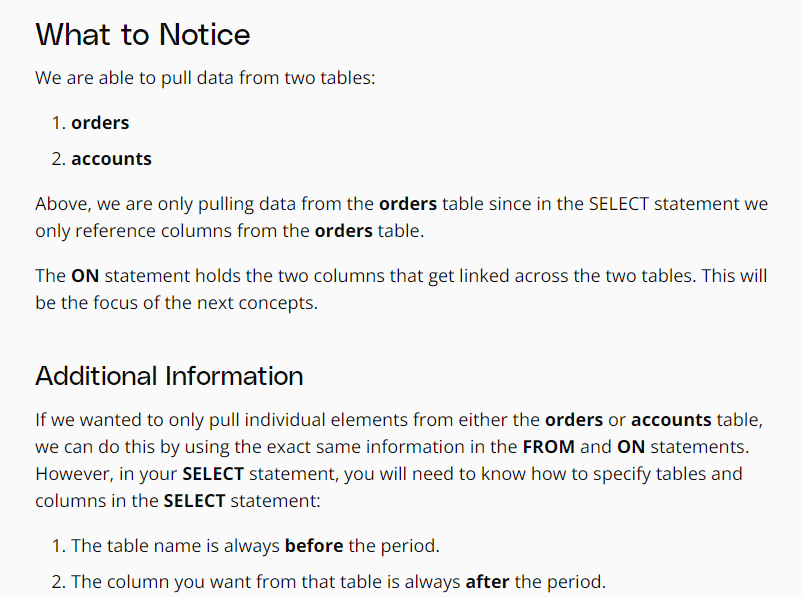 What to Notice
We are able to pull data from two tables:
1. orders
2. accounts
Above, we are only pulling data from the orders table since in the SELECT statement we
only reference columns from the orders table.
The ON statement holds the two columns that get linked across the two tables. This will
be the focus of the next concepts.
Additional Information
If we wanted to only pull individual elements from either the orders or accounts table,
we can do this by using the exact same information in the FROM and ON statements.
However, in your SELECT statement, you will need to know how to specify tables and
columns in the SELECT statement:
1. The table name is always before the period.
2. The column you want from that table is always after the period.